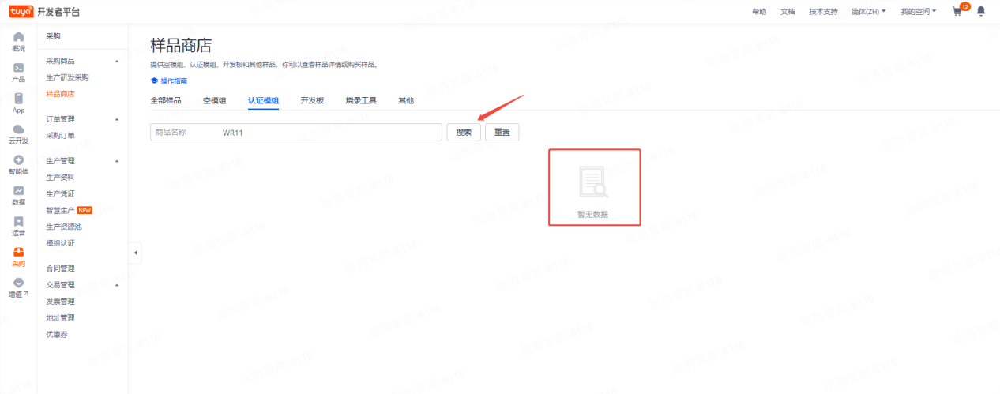 tuya 开发者平台
帮助 文档 技术支持 简体(ZH) 我的空间 12
概况
产品
App
云开发
智能体
数据
运营
采购
增值
采购
采购商品
生产研发采购
样品商店
订单管理
采购订单
生产管理
生产资料
生产凭证
智慧生产 NEW
生产资源池
模组认证
合同管理
交易管理
发票管理
地址管理
优惠券
样品商店
提供空模组、认证模组、开发板和其他样品，你可以查看样品详情或购买样品。
操作指南
全部样品 空模组 认证模组 开发板 烧录工具 其他
商品名称 WR11 搜索 重置
暂无数据